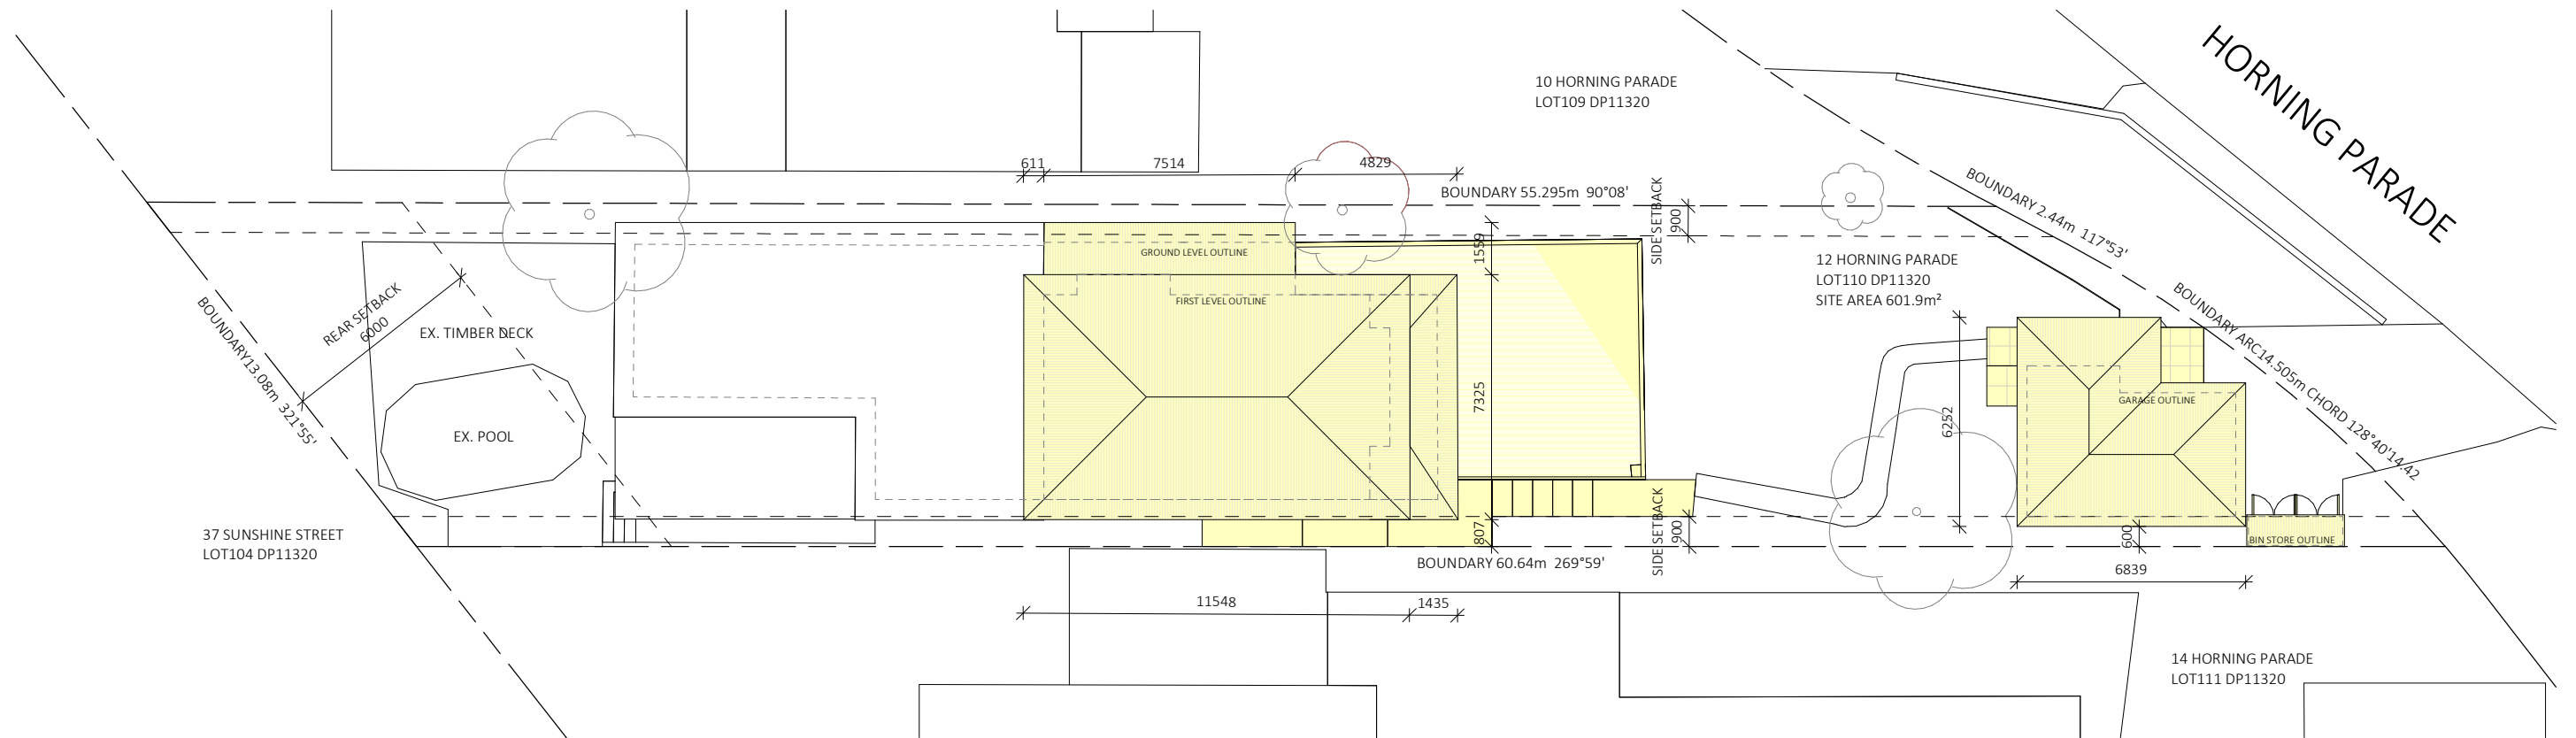 HORNING PARADE
10 HORNING PARADE
LOT109 DP11320
611
7514
4829
BOUNDARY 55.295m 90°08'
SIDE SETBACK
900
BOUNDARY 2.44m 117°53'
1559
GROUND LEVEL OUTLINE
FIRST LEVEL OUTLINE
12 HORNING PARADE
LOT110 DP11320
SITE AREA 601.9m²
BOUNDARY ARC14.505m CHORD 128°40'14.42
REAR SETBACK
6000
EX. TIMBER DECK
BOUNDARY13.08m 321°55'
EX. POOL
7325
6252
GARAGE OUTLINE
37 SUNSHINE STREET
LOT104 DP11320
807
SIDE SETBACK
900
600
BIN STORE OUTLINE
BOUNDARY 60.64m 269°59'
6839
11548
1435
14 HORNING PARADE
LOT111 DP11320